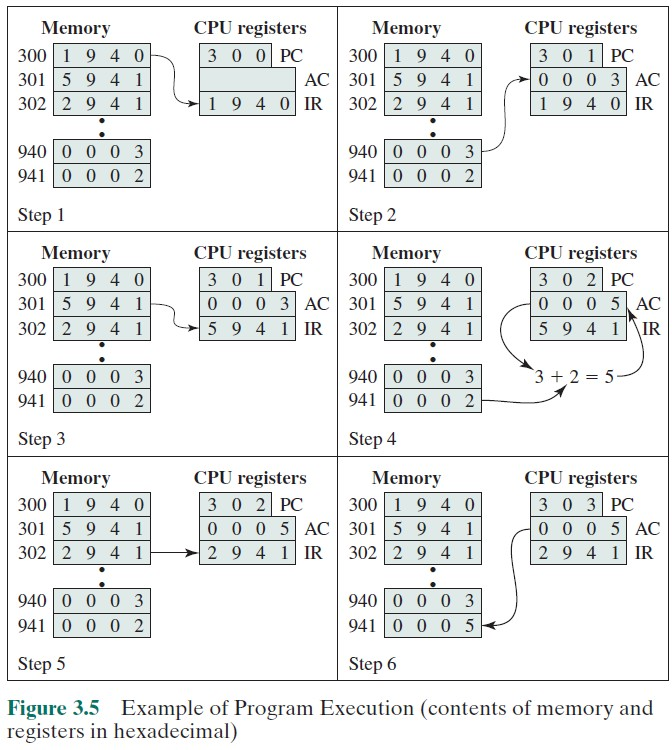 Memory CPU registers
300 1 9 4 0 3 0 0 PC
301 5 9 4 1 AC
302 2 9 4 1 1 9 4 0 IR
940 0 0 0 3
941 0 0 0 2
Step 1
Memory CPU registers
300 1 9 4 0 3 0 1 PC
301 5 9 4 1 0 0 0 3 AC
302 2 9 4 1 1 9 4 0 IR
940 0 0 0 3
941 0 0 0 2
Step 2
Memory CPU registers
300 1 9 4 0 3 0 1 PC
301 5 9 4 1 0 0 0 3 AC
302 2 9 4 1 5 9 4 1 IR
940 0 0 0 3
941 0 0 0 2
Step 3
Memory CPU registers
300 1 9 4 0 3 0 2 PC
301 5 9 4 1 0 0 0 5 AC
302 2 9 4 1 5 9 4 1 IR
940 0 0 0 3 3 + 2 = 5
941 0 0 0 2
Step 4
Memory CPU registers
300 1 9 4 0 3 0 2 PC
301 5 9 4 1 0 0 0 5 AC
302 2 9 4 1 2 9 4 1 IR
940 0 0 0 3
941 0 0 0 2
Step 5
Memory CPU registers
300 1 9 4 0 3 0 3 PC
301 5 9 4 1 0 0 0 5 AC
302 2 9 4 1 2 9 4 1 IR
940 0 0 0 3
941 0 0 0 5
Step 6
Figure 3.5 Example of Program Execution (contents of memory and
registers in hexadecimal)